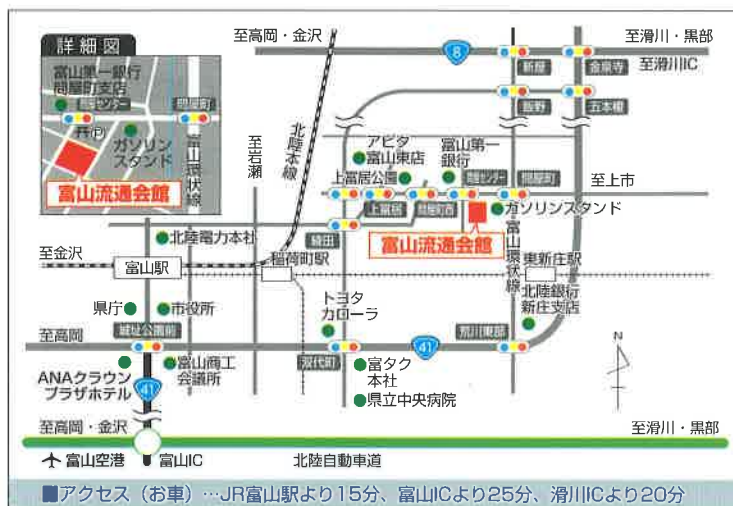 詳細図
富山第一銀行
問屋町支店
問屋センター
問屋町
ガソリン
スタンド
富山環状線
富山流通会館
至高岡・金沢
8
至滑川・黒部
至滑川IC
新屋
金泉寺
飯野
五本榎
至岩瀬
北陸本線
アピタ
富山東店
富山第一
銀行
上冨居公園
問屋センター
問屋町
至上市
上冨居
問屋町西
ガソリンスタンド
富山流通会館
富山環状線
北陸電力本社
至金沢
富山駅
稲荷町駅
東新庄駅
県庁
市役所
トヨタ
カローラ
北陸銀行
新庄支店
至高岡
城址公園前
双代町
41
荒川東部
富山商工
会議所
富タク
本社
県立中央病院
ANAクラウン
プラザホテル
41
N
至高岡・金沢
至滑川・黒部
富山空港
富山IC
北陸自動車道
■アクセス（お車）…JR富山駅より15分、富山ICより25分、滑川ICより20分